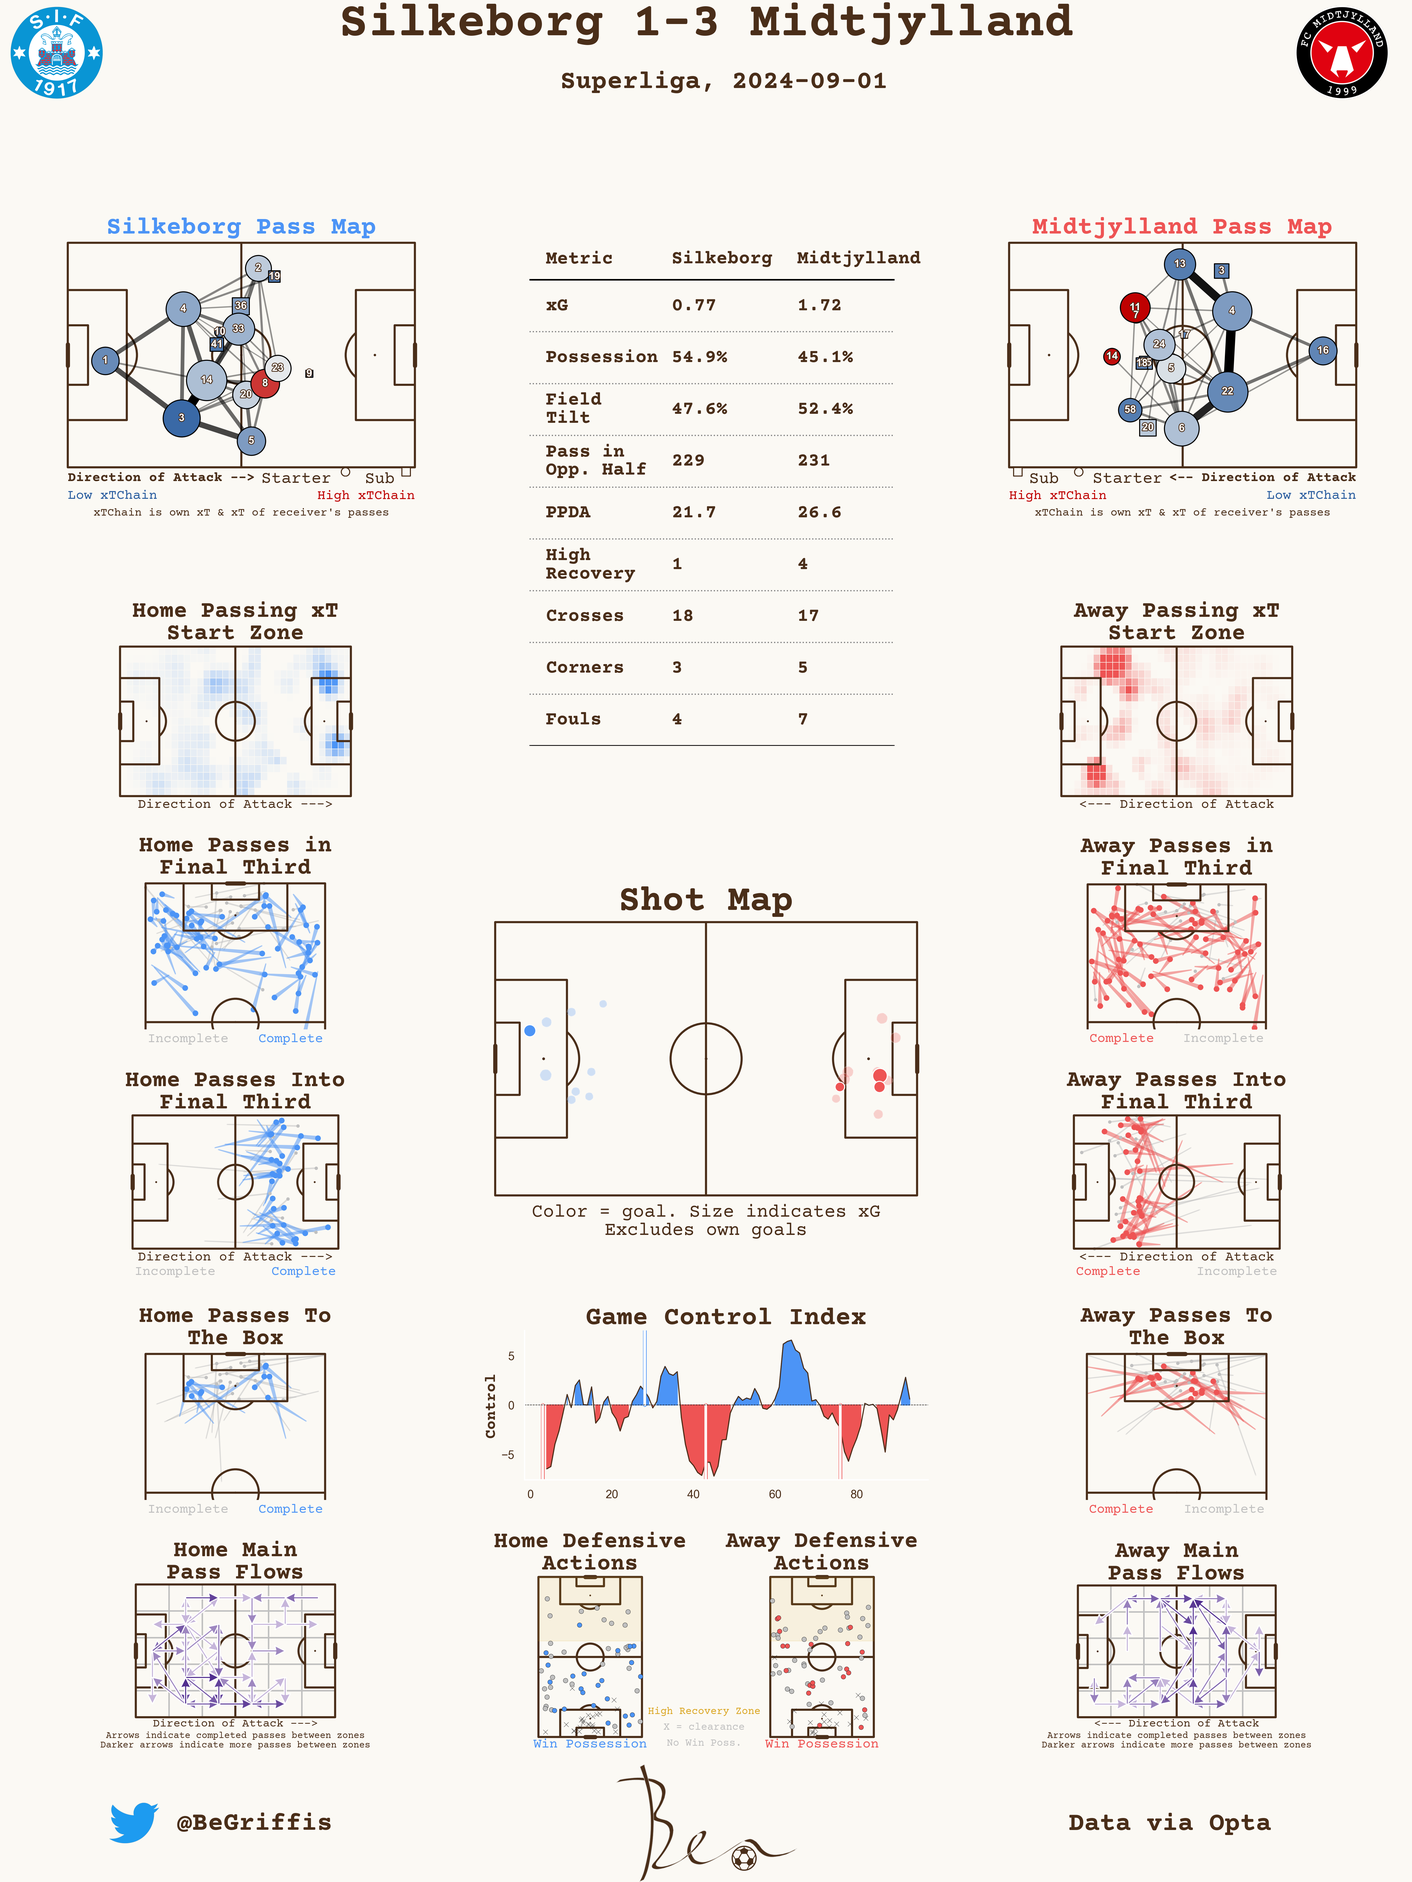 Silkeborg 1-3 Midtjylland
Superliga, 2024-09-01
S·I·F
1917
FC MIDTJYLLAND
1999
Silkeborg Pass Map
2
19
4
36
10
33
41
1
23
9
14
8
20
3
5
Direction of Attack --> Starter Sub
Low xTChain High xTChain
xTChain is own xT & xT of receiver's passes
Metric Silkeborg Midtjylland
xG 0.77 1.72
Possession 54.9% 45.1%
Field
Tilt 47.6% 52.4%
Pass in
Opp. Half 229 231
PPDA 21.7 26.6
High
Recovery 1 4
Crosses 18 17
Corners 3 5
Fouls 4 7
Midtjylland Pass Map
13
3
11
7
4
17
24
14
18
5
16
22
58
20
6
Sub Starter <-- Direction of Attack
High xTChain Low xTChain
xTChain is own xT & xT of receiver's passes
Home Passing xT
Start Zone
Direction of Attack --->
Away Passing xT
Start Zone
<--- Direction of Attack
Home Passes in
Final Third
Incomplete Complete
Away Passes in
Final Third
Complete Incomplete
Shot Map
Color = goal. Size indicates xG
Excludes own goals
Home Passes Into
Final Third
Direction of Attack --->
Incomplete Complete
Away Passes Into
Final Third
<--- Direction of Attack
Complete Incomplete
Home Passes To
The Box
Incomplete Complete
Game Control Index
Control
5
0
−5
0 20 40 60 80
Away Passes To
The Box
Complete Incomplete
Home Main
Pass Flows
Direction of Attack --->
Arrows indicate completed passes between zones
Darker arrows indicate more passes between zones
Home Defensive
Actions
Win Possession
Away Defensive
Actions
Win Possession
High Recovery Zone
X = clearance
No Win Poss.
Away Main
Pass Flows
<--- Direction of Attack
Arrows indicate completed passes between zones
Darker arrows indicate more passes between zones
@BeGriffis
Ben
Data via Opta